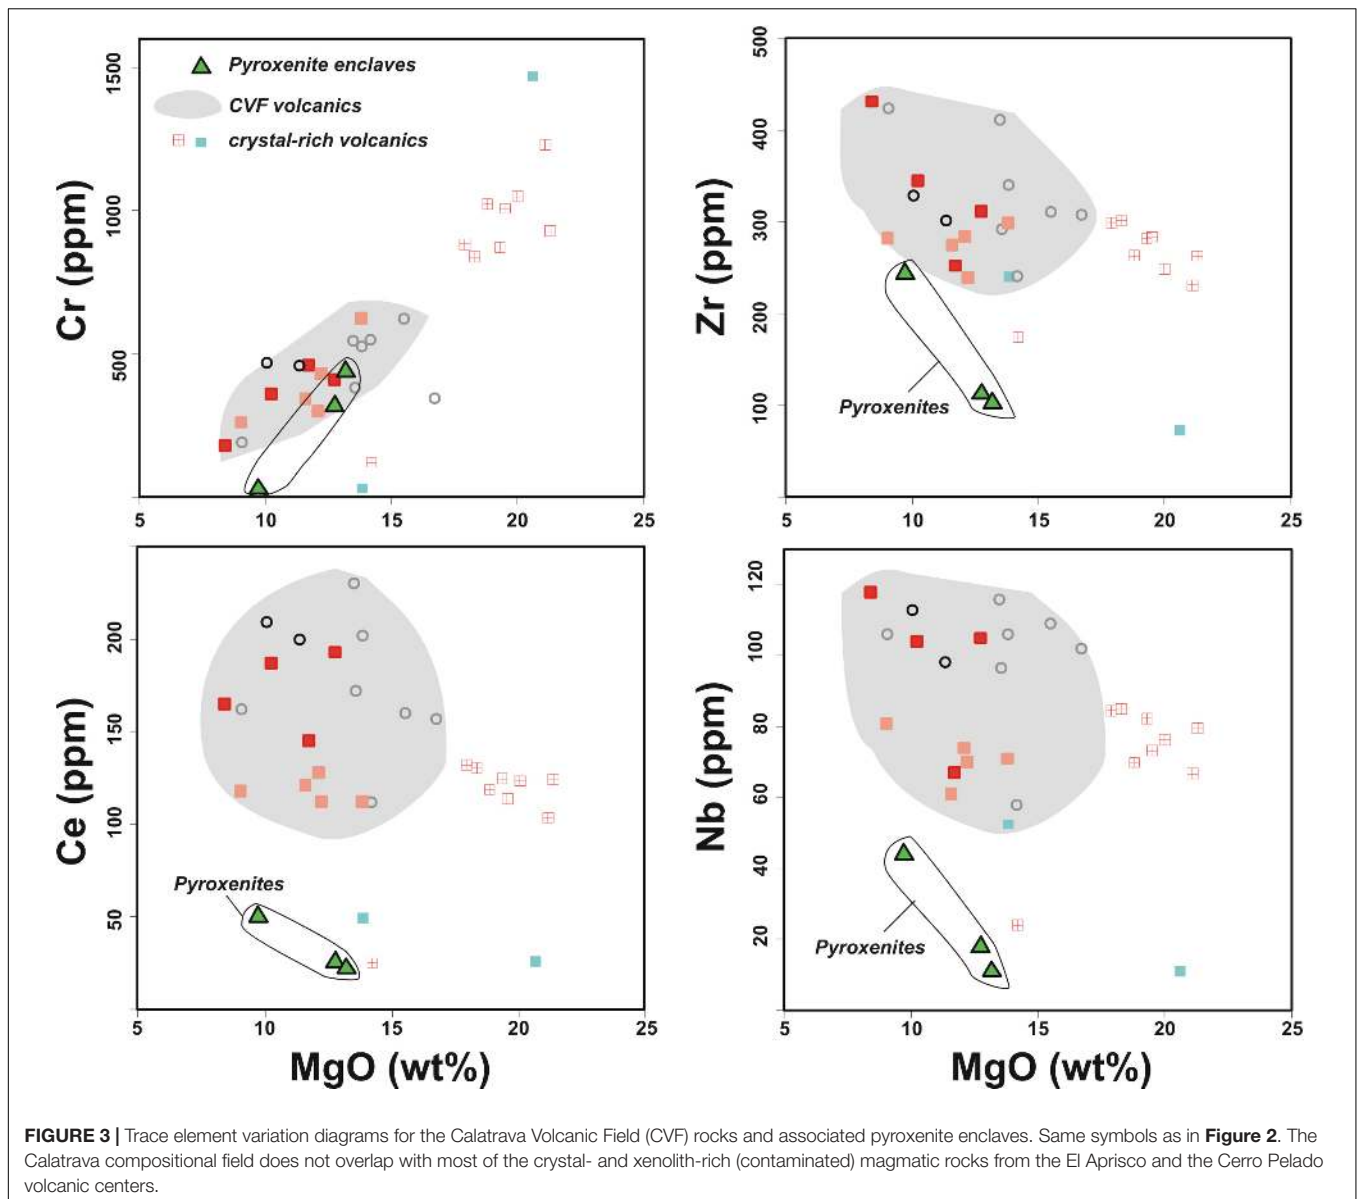 1500
1000
500
Cr (ppm)
Pyroxenite enclaves
CVF volcanics
crystal-rich volcanics
5 10 15 20 25
500
400
300
200
100
Zr (ppm)
Pyroxenites
5 10 15 20 25
200
150
100
50
Ce (ppm)
Pyroxenites
5 10 15 20 25
MgO (wt%)
120
100
80
60
40
20
Nb (ppm)
Pyroxenites
5 10 15 20 25
MgO (wt%)
FIGURE 3 | Trace element variation diagrams for the Calatrava Volcanic Field (CVF) rocks and associated pyroxenite enclaves. Same symbols as in Figure 2. The
Calatrava compositional field does not overlap with most of the crystal- and xenolith-rich (contaminated) magmatic rocks from the El Aprisco and the Cerro Pelado
volcanic centers.